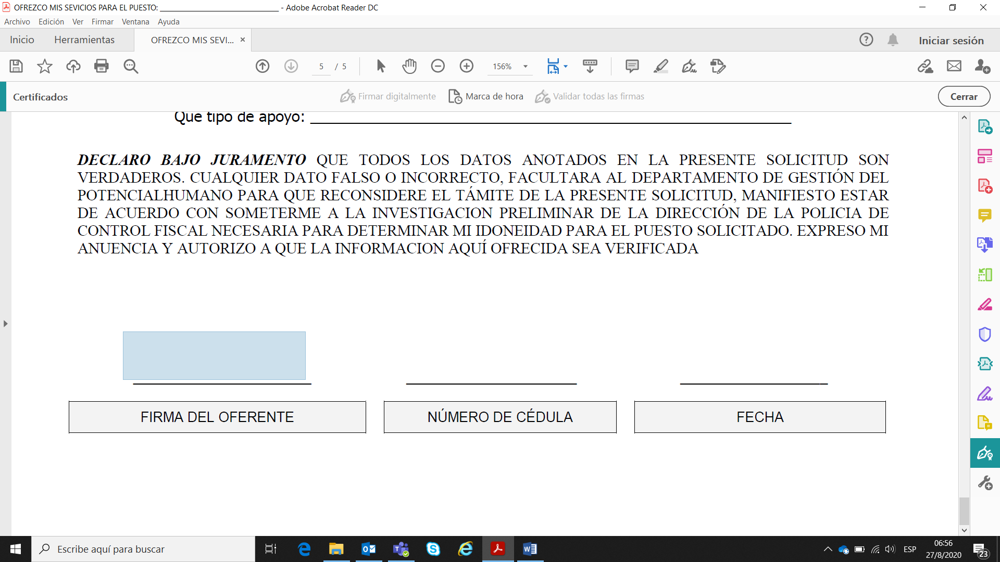 OFREZCO MIS SEVICIOS PARA EL PUESTO: ______________________________ - Adobe Acrobat Reader DC
Archivo Edición Ver Firmar Ventana Ayuda
Inicio Herramientas OFREZCO MIS SEVI... × Iniciar sesión
5 / 5 156%
Certificados Firmar digitalmente Marca de hora Validar todas las firmas Cerrar
Que tipo de apoyo: ______________________________
DECLARO BAJO JURAMENTO QUE TODOS LOS DATOS ANOTADOS EN LA PRESENTE SOLICITUD SON
VERDADEROS. CUALQUIER DATO FALSO O INCORRECTO, FACULTARA AL DEPARTAMENTO DE GESTIÓN DEL
POTENCIALHUMANO PARA QUE RECONSIDERE EL TÁMITE DE LA PRESENTE SOLICITUD, MANIFIESTO ESTAR
DE ACUERDO CON SOMETERME A LA INVESTIGACION PRELIMINAR DE LA DIRECCIÓN DE LA POLICIA DE
CONTROL FISCAL NECESARIA PARA DETERMINAR MI IDONEIDAD PARA EL PUESTO SOLICITADO. EXPRESO MI
ANUENCIA Y AUTORIZO A QUE LA INFORMACION AQUÍ OFRECIDA SEA VERIFICADA
FIRMA DEL OFERENTE NÚMERO DE CÉDULA FECHA
Escribe aquí para buscar ESP 06:56
27/8/2020 23